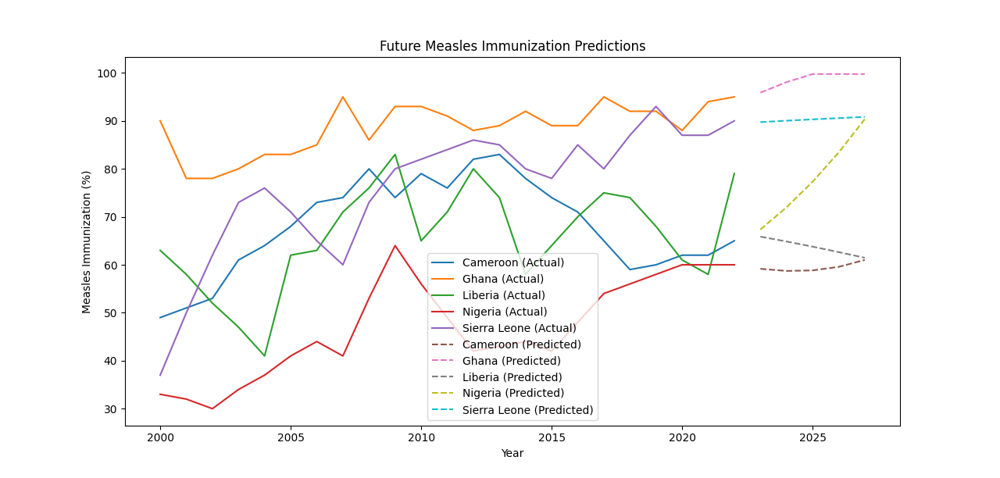 Future Measles Immunization Predictions
100
90
80
70
60
50
40
30
Measles Immunization (%)
Cameroon (Actual)
Ghana (Actual)
Liberia (Actual)
Nigeria (Actual)
Sierra Leone (Actual)
Cameroon (Predicted)
Ghana (Predicted)
Liberia (Predicted)
Nigeria (Predicted)
Sierra Leone (Predicted)
2000 2005 2010 2015 2020 2025
Year